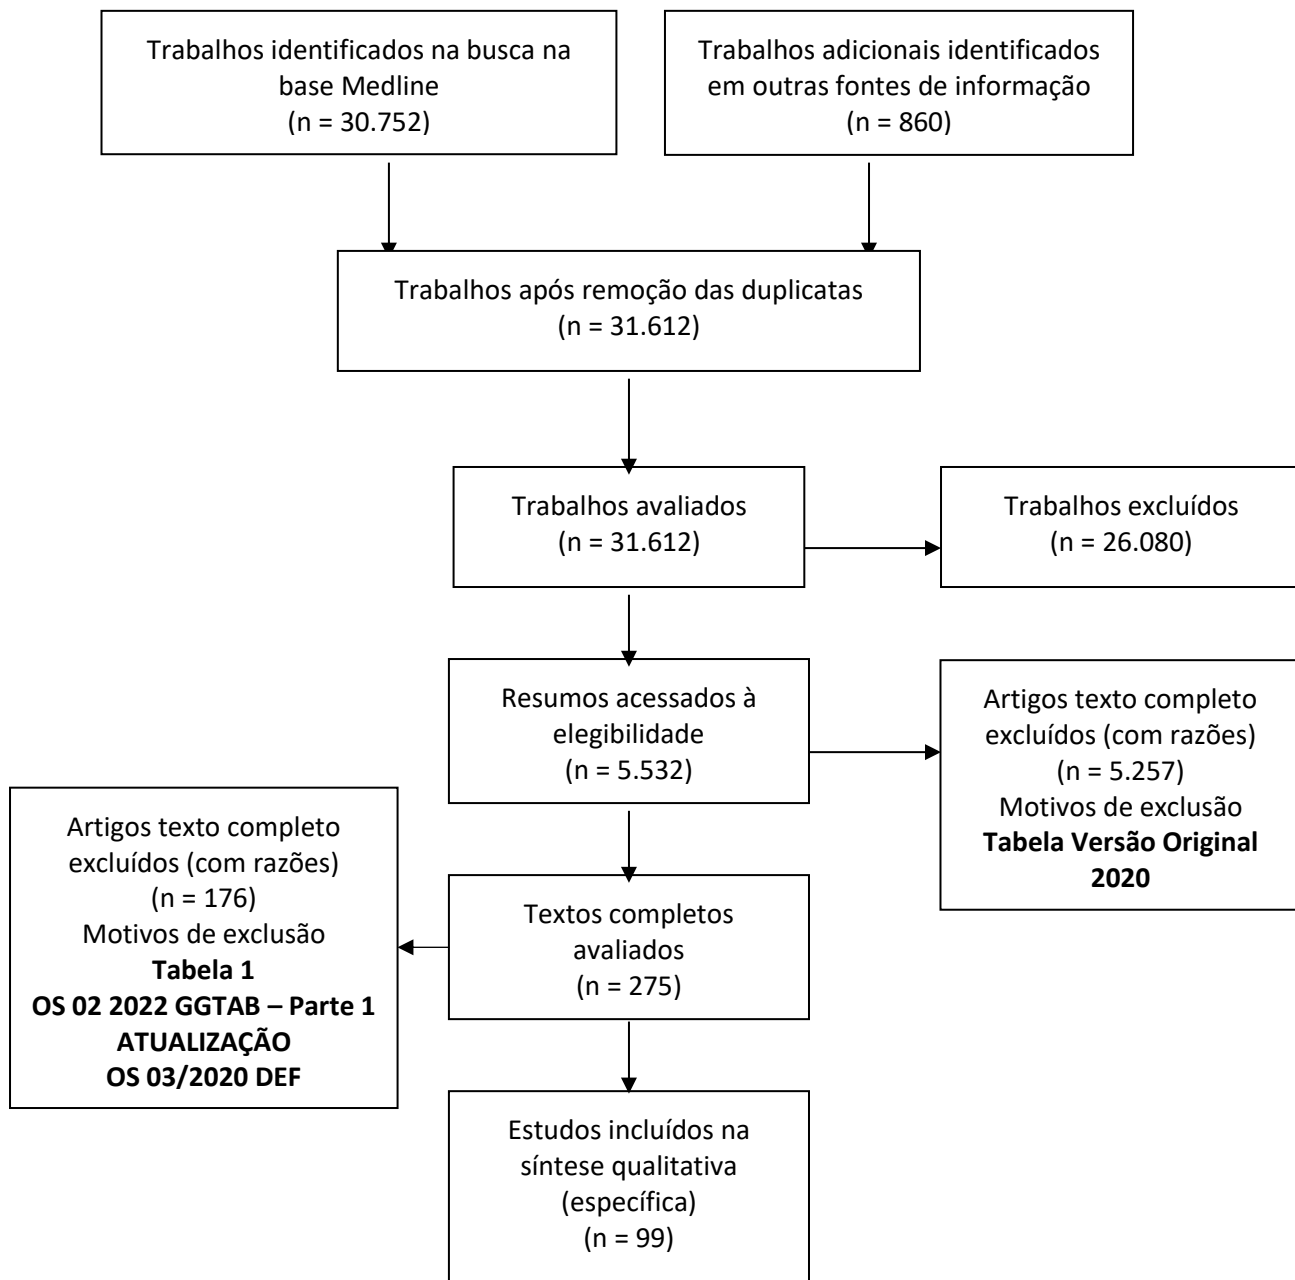 Trabalhos identificados na busca na
base Medline
(n = 30.752)
Trabalhos adicionais identificados
em outras fontes de informação
(n = 860)
Trabalhos após remoção das duplicatas
(n = 31.612)
Trabalhos avaliados
(n = 31.612)
Trabalhos excluídos
(n = 26.080)
Resumos acessados à
elegibilidade
(n = 5.532)
Artigos texto completo
excluídos (com razões)
(n = 5.257)
Motivos de exclusão
Tabela Versão Original
2020
Artigos texto completo
excluídos (com razões)
(n = 176)
Motivos de exclusão
Tabela 1
OS 02 2022 GGTAB – Parte 1
ATUALIZAÇÃO
OS 03/2020 DEF
Textos completos
avaliados
(n = 275)
Estudos incluídos na
síntese qualitativa
(específica)
(n = 99)